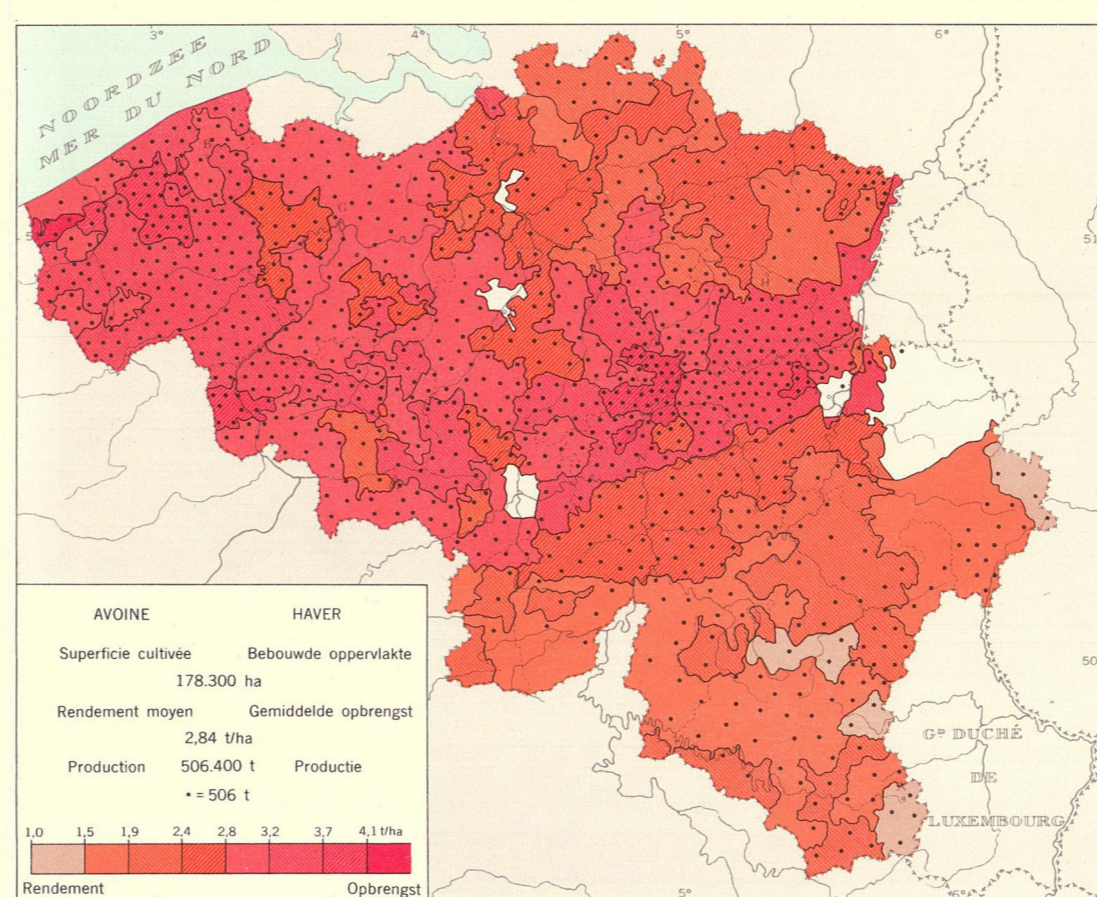 3° 4° 5° 6°
NOORDZEE
MER DU NORD
H
G
H
51
50
Gᴰ DUCHÉ
DE
LUXEMBOURG
AVOINE HAVER
Superficie cultivée Bebouwde oppervlakte
178.300 ha
Rendement moyen Gemiddelde opbrengst
2,84 t/ha
Production 506.400 t Productie
• = 506 t
1,0 1,5 1,9 2,4 2,8 3,2 3,7 4,1 t/ha
Rendement Opbrengst
5° 6°